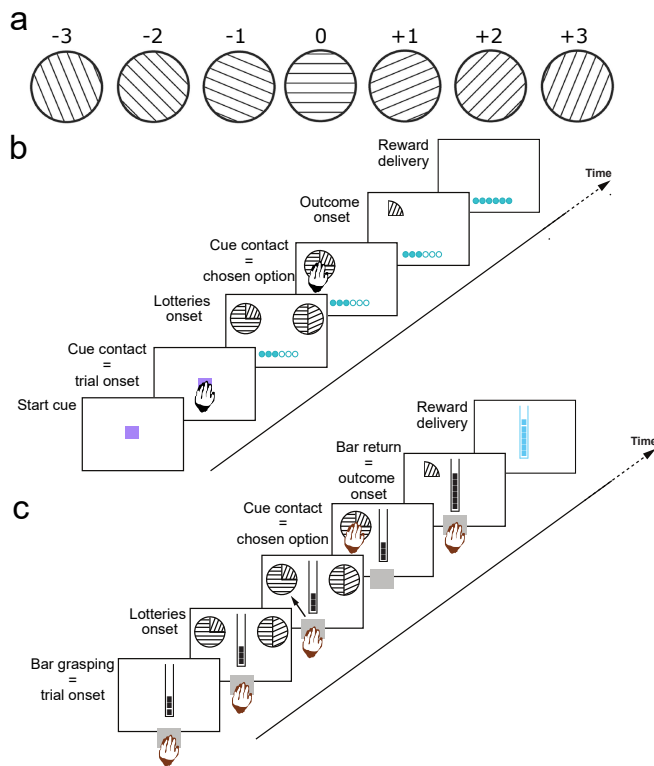 a
-3 -2 -1 0 +1 +2 +3
b
Reward
delivery
Time
Outcome
onset
Cue contact
=
chosen option
Lotteries
onset
Cue contact
=
trial onset
Start cue
c
Reward
delivery
Time
Bar return
=
outcome
onset
Cue contact
=
chosen option
Lotteries
onset
Bar grasping
=
trial onset